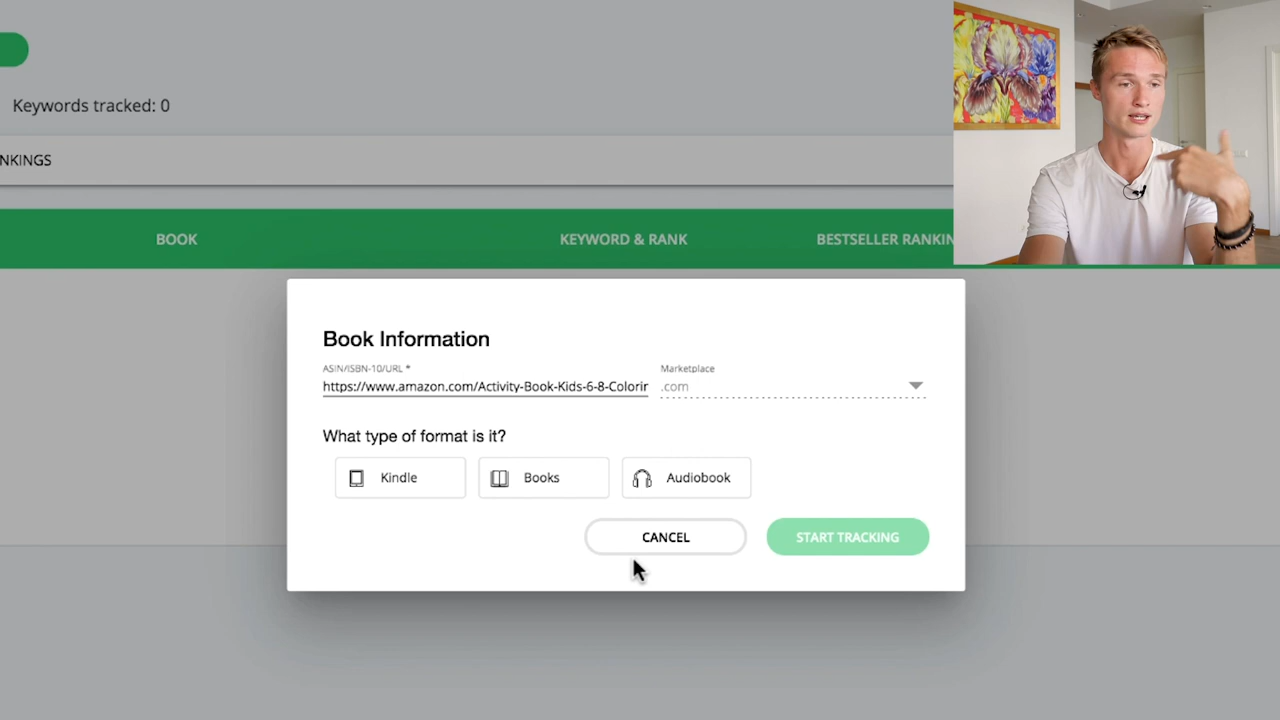 Keywords tracked: 0
NKINGS
BOOK KEYWORD & RANK BESTSELLER RANKIN
Book Information
ASIN/ISBN-10/URL * Marketplace
https://www.amazon.com/Activity-Book-Kids-6-8-Colorir .com
What type of format is it?
Kindle Books Audiobook
CANCEL START TRACKING